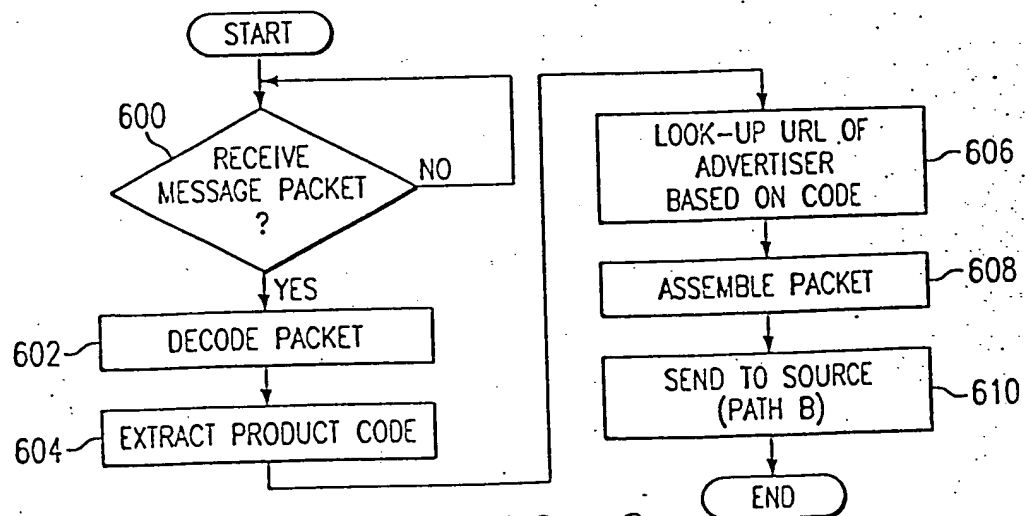 START
600
RECEIVE
MESSAGE PACKET
?
NO
YES
602
DECODE PACKET
604
EXTRACT PRODUCT CODE
LOOK-UP URL OF
ADVERTISER
BASED ON CODE
606
ASSEMBLE PACKET
608
SEND TO SOURCE
(PATH B)
610
END